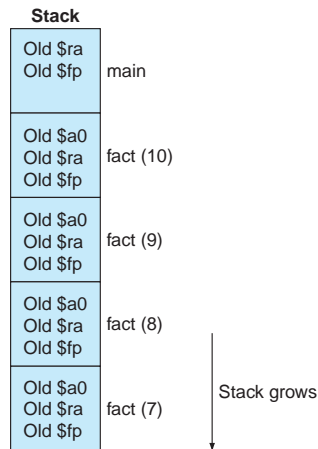 Stack
Old $ra
Old $fp
main
Old $a0
Old $ra
Old $fp
fact (10)
Old $a0
Old $ra
Old $fp
fact (9)
Old $a0
Old $ra
Old $fp
fact (8)
Old $a0
Old $ra
Old $fp
fact (7)
Stack grows